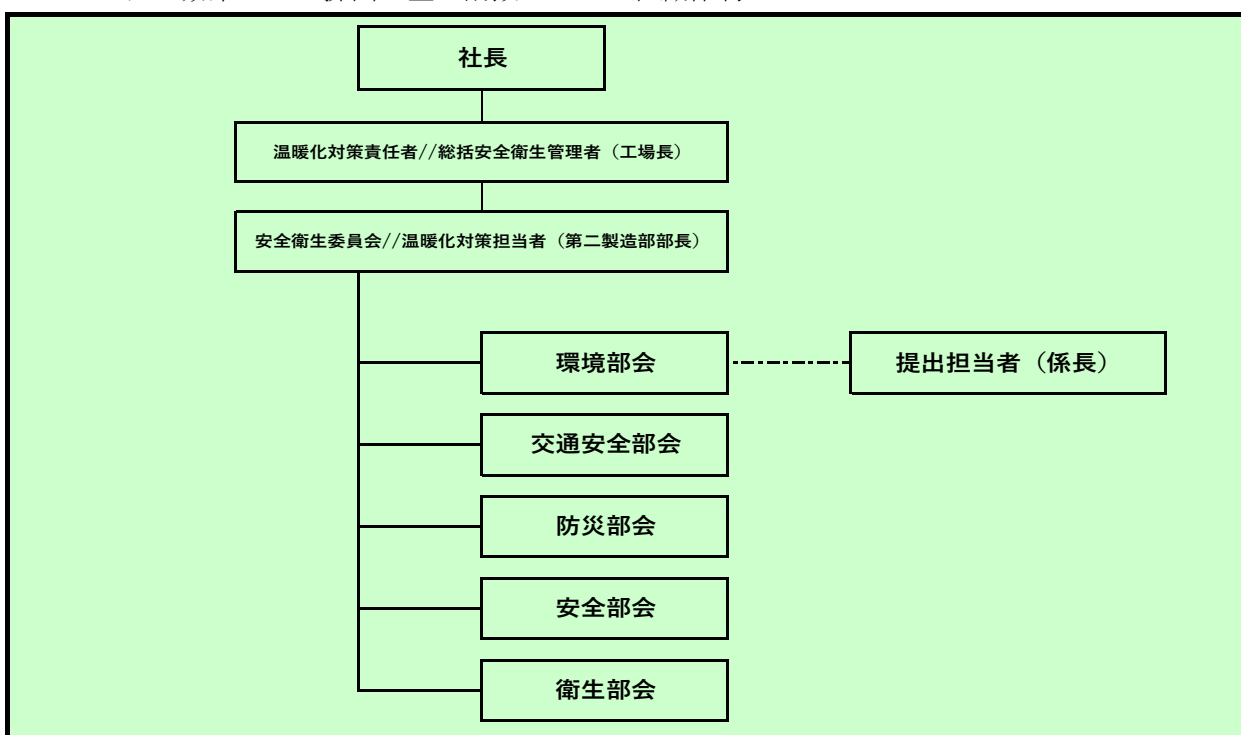 社長
温暖化対策責任者//総括安全衛生管理者（工場長）
安全衛生委員会//温暖化対策担当者（第二製造部部長）
環境部会
提出担当者（係長）
交通安全部会
防災部会
安全部会
衛生部会